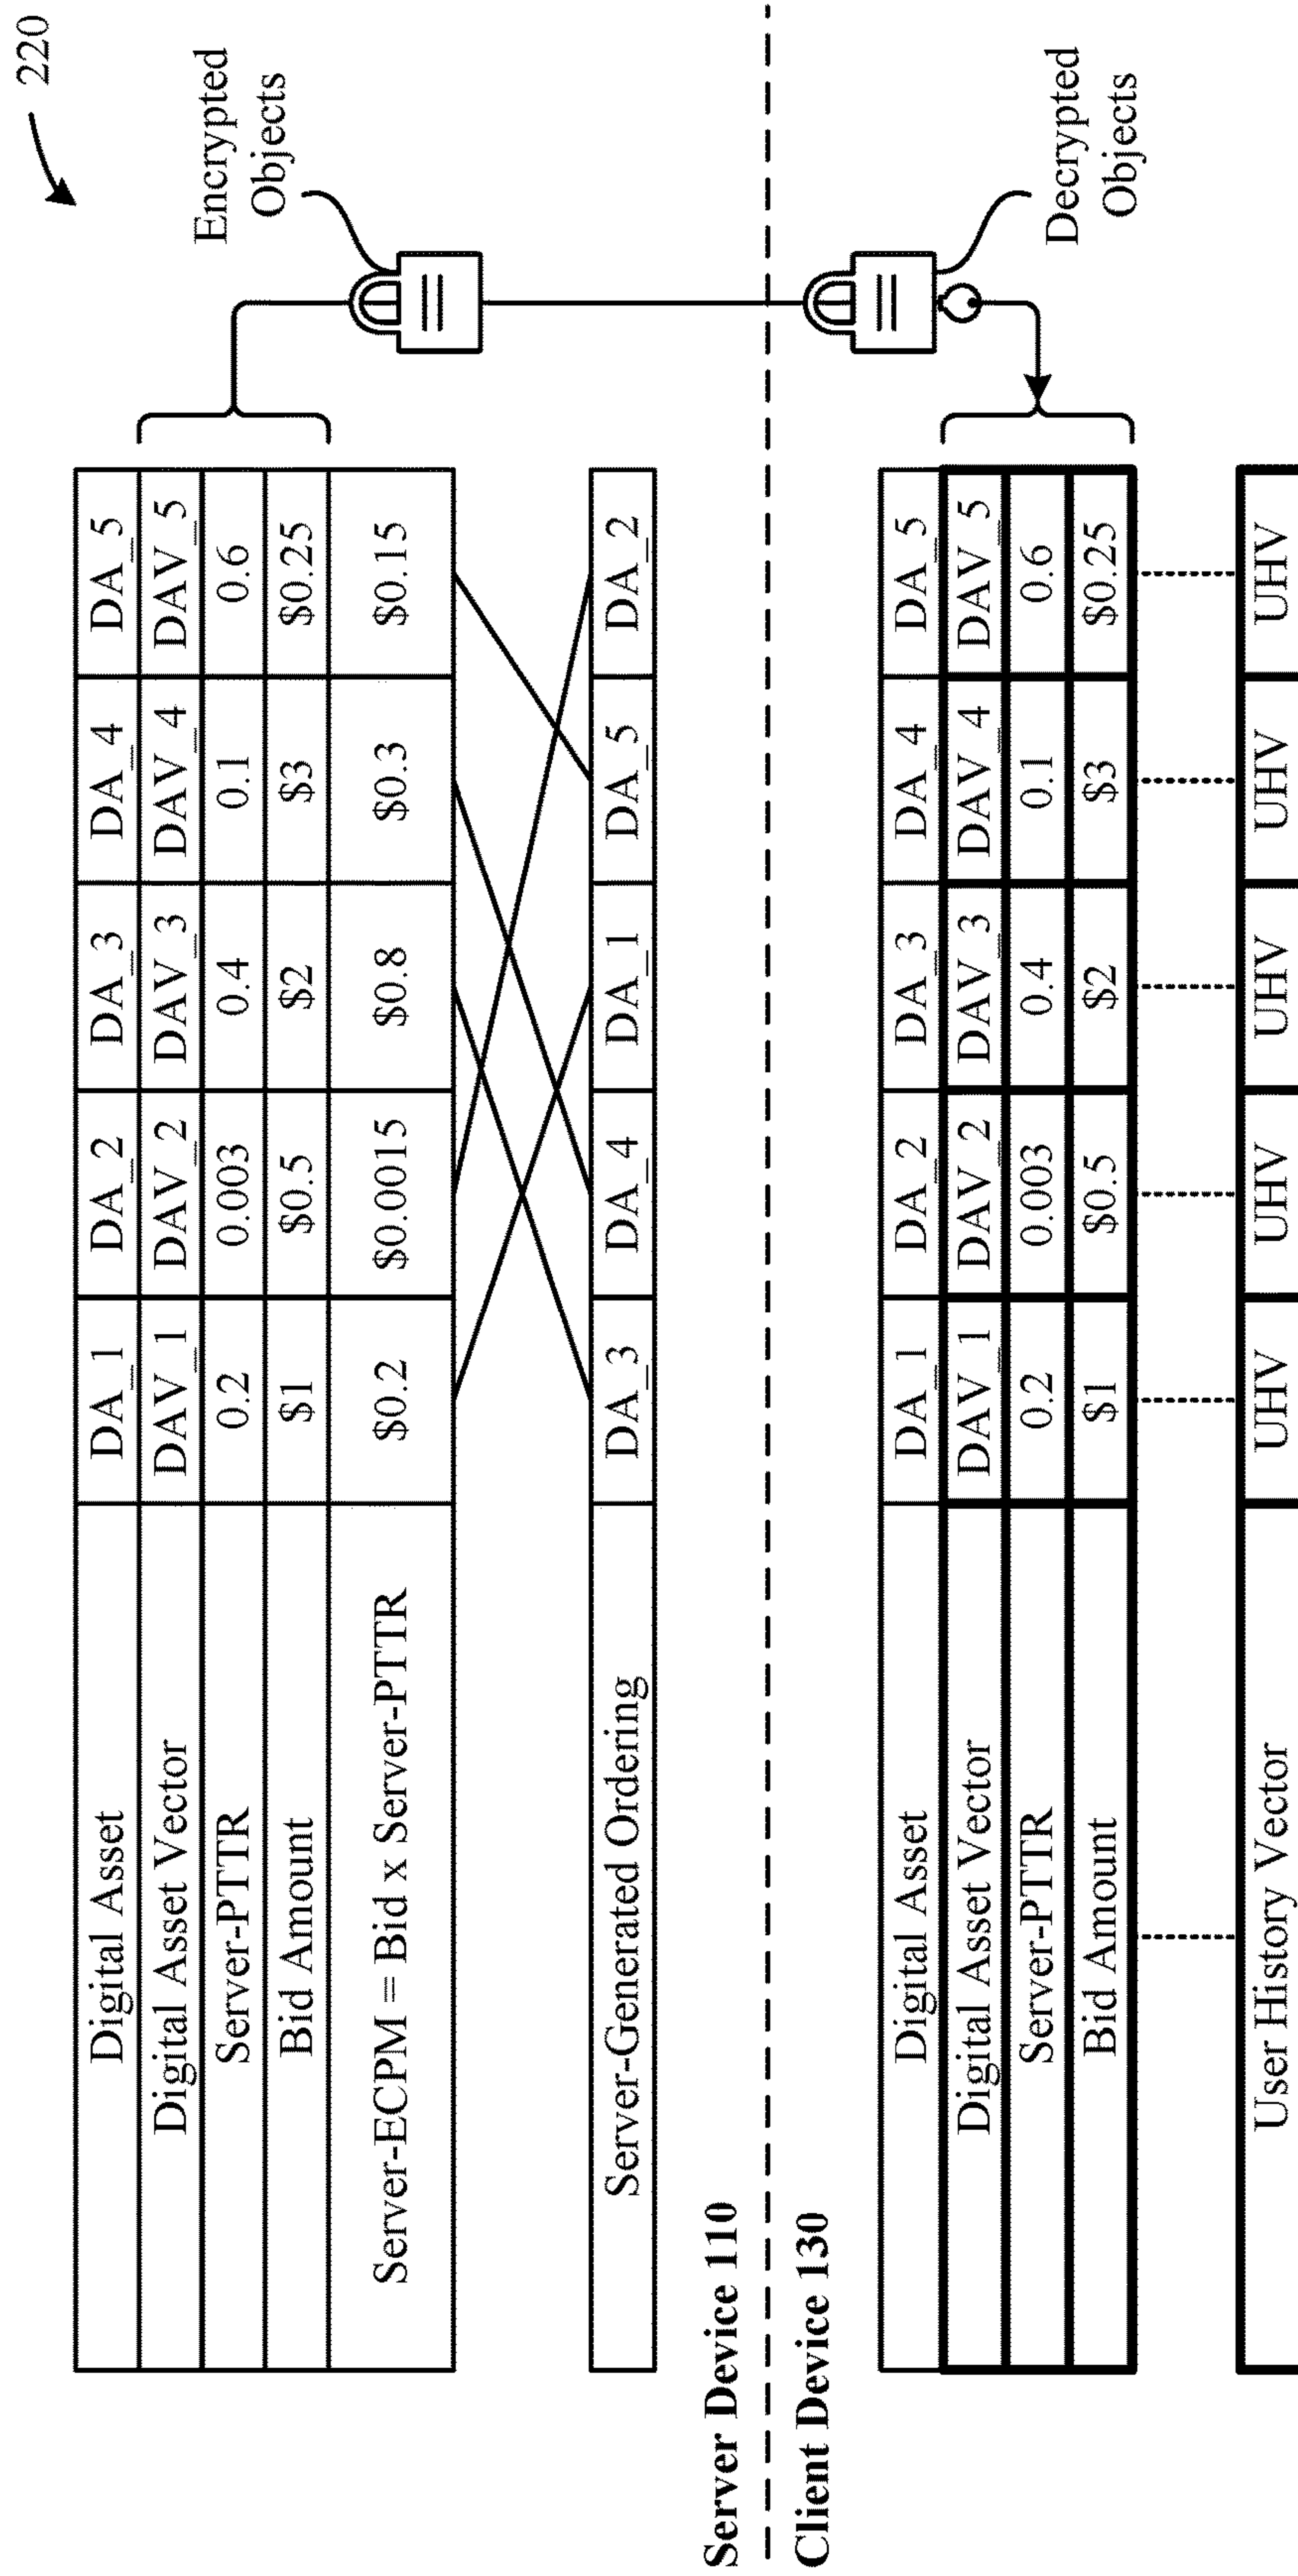 220
Encrypted
Objects
Digital Asset DA_1 DA_2 DA_3 DA_4 DA_5
Digital Asset Vector DAV_1 DAV_2 DAV_3 DAV_4 DAV_5
Server-PTTR 0.2 0.003 0.4 0.1 0.6
Bid Amount $1 $0.5 $2 $3 $0.25
Server-ECPM = Bid x Server-PTTR $0.2 $0.0015 $0.8 $0.3 $0.15
Server-Generated Ordering DA_3 DA_4 DA_1 DA_5 DA_2
Server Device 110
Client Device 130
Decrypted
Objects
Digital Asset DA_1 DA_2 DA_3 DA_4 DA_5
Digital Asset Vector DAV_1 DAV_2 DAV_3 DAV_4 DAV_5
Server-PTTR 0.2 0.003 0.4 0.1 0.6
Bid Amount $1 $0.5 $2 $3 $0.25
User History Vector UHV UHV UHV UHV UHV